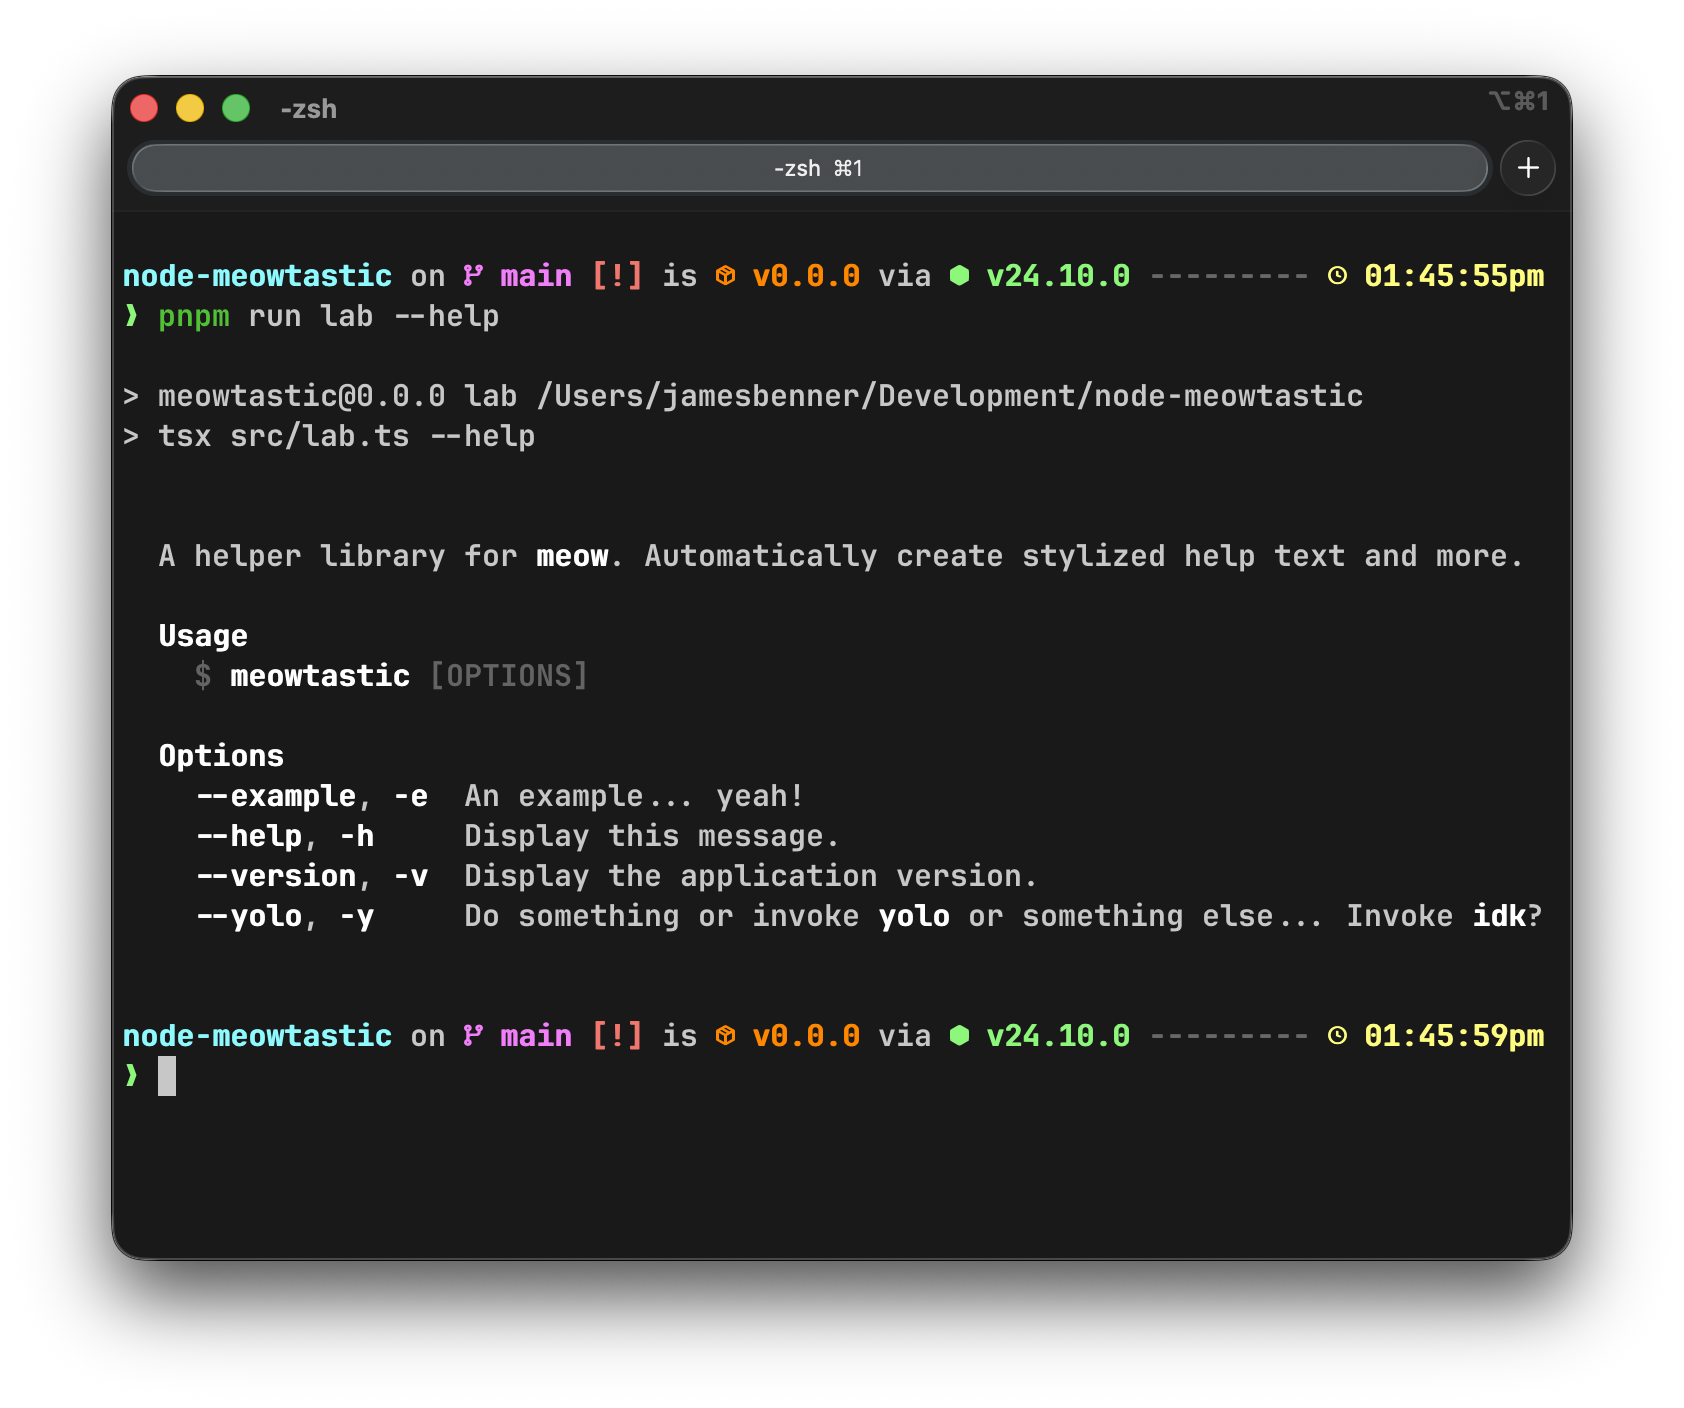 -zsh
⌥⌘1
-zsh ⌘1
node-meowtastic on main [!] is v0.0.0 via v24.10.0 --------- 01:45:55pm
❯ pnpm run lab --help
> meowtastic@0.0.0 lab /Users/jamesbenner/Development/node-meowtastic
> tsx src/lab.ts --help
A helper library for meow. Automatically create stylized help text and more.
Usage
$ meowtastic [OPTIONS]
Options
--example, -e  An example... yeah!
--help, -h     Display this message.
--version, -v  Display the application version.
--yolo, -y     Do something or invoke yolo or something else... Invoke idk?
node-meowtastic on main [!] is v0.0.0 via v24.10.0 --------- 01:45:59pm
❯